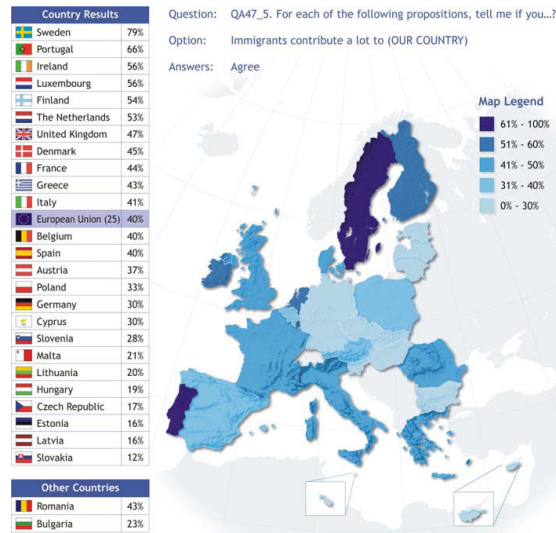 Country Results
Sweden 79%
Portugal 66%
Ireland 56%
Luxembourg 56%
Finland 54%
The Netherlands 53%
United Kingdom 47%
Denmark 45%
France 44%
Greece 43%
Italy 41%
European Union (25) 40%
Belgium 40%
Spain 40%
Austria 37%
Poland 33%
Germany 30%
Cyprus 30%
Slovenia 28%
Malta 21%
Lithuania 20%
Hungary 19%
Czech Republic 17%
Estonia 16%
Latvia 16%
Slovakia 12%
Other Countries
Romania 43%
Bulgaria 23%
Question: QA47_5. For each of the following propositions, tell me if you…?
Option: Immigrants contribute a lot to (OUR COUNTRY)
Answers: Agree
Map Legend
61% - 100%
51% - 60%
41% - 50%
31% - 40%
0% - 30%